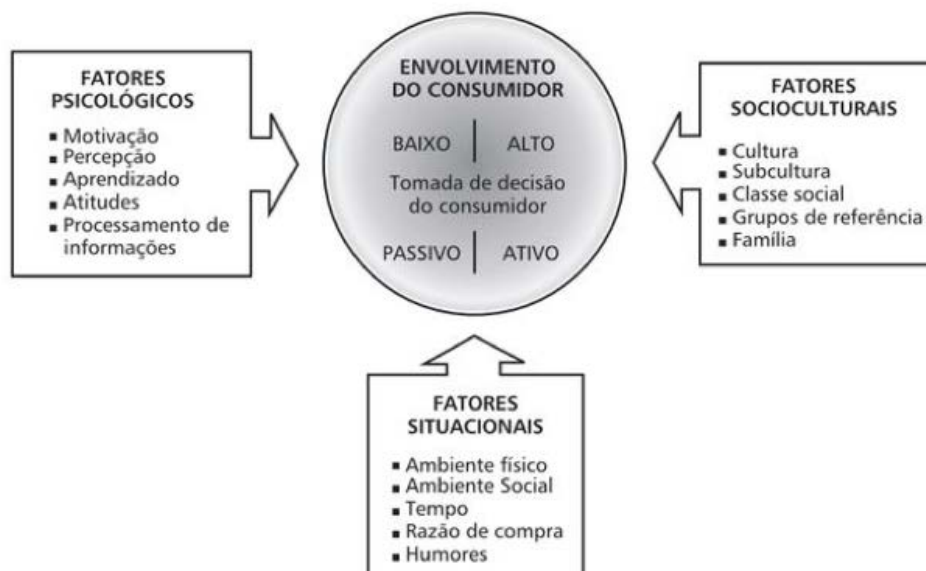 FATORES
PSICOLÓGICOS
▪ Motivação
▪ Percepção
▪ Aprendizado
▪ Atitudes
▪ Processamento de
informações
ENVOLVIMENTO
DO CONSUMIDOR
BAIXO | ALTO
Tomada de decisão
do consumidor
PASSIVO | ATIVO
FATORES
SOCIOCULTURAIS
▪ Cultura
▪ Subcultura
▪ Classe social
▪ Grupos de referência
▪ Família
FATORES
SITUACIONAIS
▪ Ambiente físico
▪ Ambiente Social
▪ Tempo
▪ Razão de compra
▪ Humores